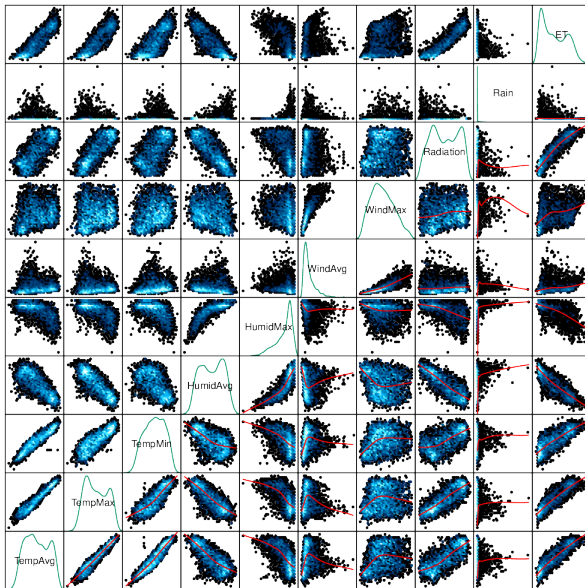 ET
Rain
Radiation
WindMax
WindAvg
HumidMax
HumidAvg
TempMin
TempMax
TempAvg